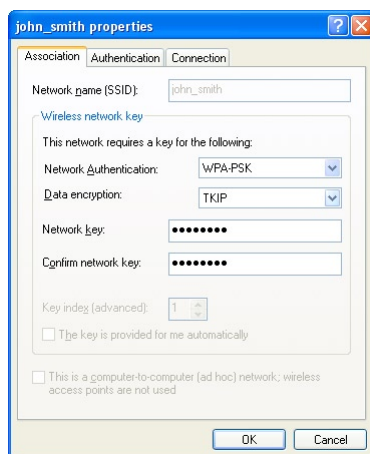 john_smith properties
Association Authentication Connection
Network name (SSID): john_smith
Wireless network key
This network requires a key for the following:
Network Authentication: WPA-PSK
Data encryption: TKIP
Network key: ••••••••
Confirm network key: ••••••••
Key index (advanced): 1
The key is provided for me automatically
This is a computer-to-computer (ad hoc) network; wireless
access points are not used
OK Cancel